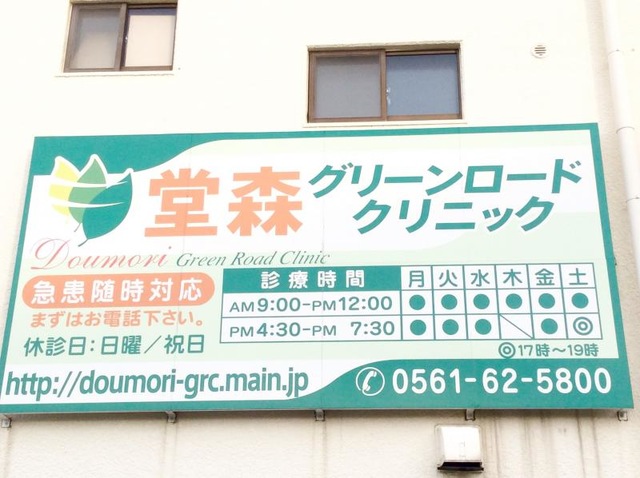 堂森 グリーンロード
クリニック
Doumori Green Road Clinic
急患随時対応
まずはお電話下さい。
休診日:日曜/祝日
診療時間 月 火 水 木 金 土
AM9:00-PM12:00 ● ● ● ● ● ●
PM4:30-PM 7:30 ● ● ● \ ● ◎
◎17時~19時
http://doumori-grc.main.jp
0561-62-5800